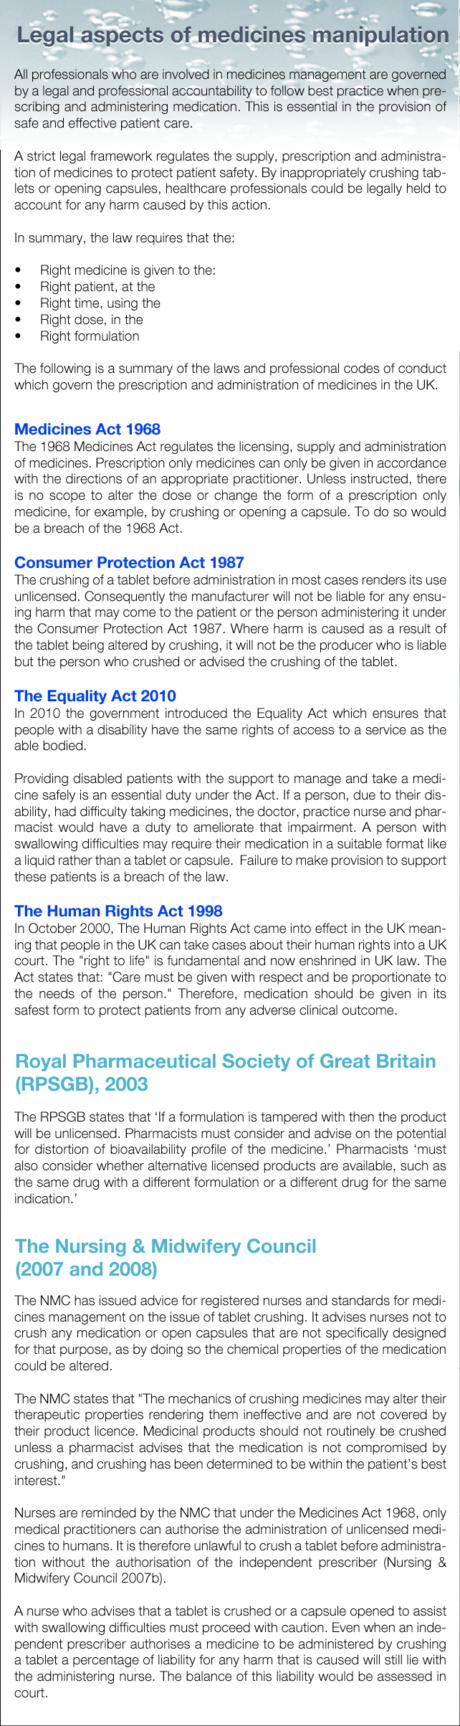 Legal aspects of medicines manipulation
All professionals who are involved in medicines management are governed
by a legal and professional accountability to follow best practice when pre-
scribing and administering medication. This is essential in the provision of
safe and effective patient care.
A strict legal framework regulates the supply, prescription and administra-
tion of medicines to protect patient safety. By inappropriately crushing tab-
lets or opening capsules, healthcare professionals could be legally held to
account for any harm caused by this action.
In summary, the law requires that the:
• Right medicine is given to the:
• Right patient, at the
• Right time, using the
• Right dose, in the
• Right formulation
The following is a summary of the laws and professional codes of conduct
which govern the prescription and administration of medicines in the UK.
Medicines Act 1968
The 1968 Medicines Act regulates the licensing, supply and administration
of medicines. Prescription only medicines can only be given in accordance
with the directions of an appropriate practitioner. Unless instructed, there
is no scope to alter the dose or change the form of a prescription only
medicine, for example, by crushing or opening a capsule. To do so would
be a breach of the 1968 Act.
Consumer Protection Act 1987
The crushing of a tablet before administration in most cases renders its use
unlicensed. Consequently the manufacturer will not be liable for any ensu-
ing harm that may come to the patient or the person administering it under
the Consumer Protection Act 1987. Where harm is caused as a result of
the tablet being altered by crushing, it will not be the producer who is liable
but the person who crushed or advised the crushing of the tablet.
The Equality Act 2010
In 2010 the government introduced the Equality Act which ensures that
people with a disability have the same rights of access to a service as the
able bodied.
Providing disabled patients with the support to manage and take a medi-
cine safely is an essential duty under the Act. If a person, due to their dis-
ability, had difficulty taking medicines, the doctor, practice nurse and phar-
macist would have a duty to ameliorate that impairment. A person with
swallowing difficulties may require their medication in a suitable format like
a liquid rather than a tablet or capsule. Failure to make provision to support
these patients is a breach of the law.
The Human Rights Act 1998
In October 2000, The Human Rights Act came into effect in the UK mean-
ing that people in the UK can take cases about their human rights into a UK
court. The "right to life" is fundamental and now enshrined in UK law. The
Act states that: "Care must be given with respect and be proportionate to
the needs of the person." Therefore, medication should be given in its
safest form to protect patients from any adverse clinical outcome.
Royal Pharmaceutical Society of Great Britain
(RPSGB), 2003
The RPSGB states that ‘If a formulation is tampered with then the product
will be unlicensed. Pharmacists must consider and advise on the potential
for distortion of bioavailability profile of the medicine.’ Pharmacists ‘must
also consider whether alternative licensed products are available, such as
the same drug with a different formulation or a different drug for the same
indication.’
The Nursing & Midwifery Council
(2007 and 2008)
The NMC has issued advice for registered nurses and standards for medi-
cines management on the issue of tablet crushing. It advises nurses not to
crush any medication or open capsules that are not specifically designed
for that purpose, as by doing so the chemical properties of the medication
could be altered.
The NMC states that "The mechanics of crushing medicines may alter their
therapeutic properties rendering them ineffective and are not covered by
their product licence. Medicinal products should not routinely be crushed
unless a pharmacist advises that the medication is not compromised by
crushing, and crushing has been determined to be within the patient's best
interest."
Nurses are reminded by the NMC that under the Medicines Act 1968, only
medical practitioners can authorise the administration of unlicensed medi-
cines to humans. It is therefore unlawful to crush a tablet before administra-
tion without the authorisation of the independent prescriber (Nursing &
Midwifery Council 2007b).
A nurse who advises that a tablet is crushed or a capsule opened to assist
with swallowing difficulties must proceed with caution. Even when an inde-
pendent prescriber authorises a medicine to be administered by crushing
a tablet a percentage of liability for any harm that is caused will still lie with
the administering nurse. The balance of this liability would be assessed in
court.